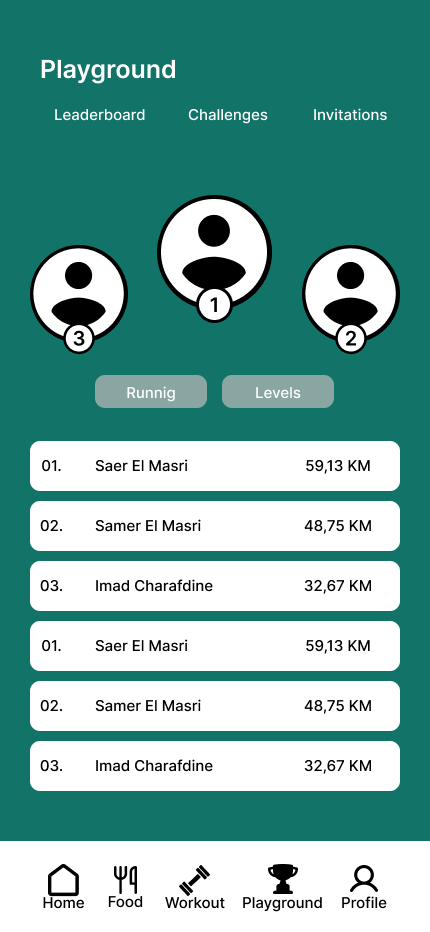 Playground
Leaderboard Challenges Invitations
1
3 2
Runnig Levels
01. Saer El Masri 59,13 KM
02. Samer El Masri 48,75 KM
03. Imad Charafdine 32,67 KM
01. Saer El Masri 59,13 KM
02. Samer El Masri 48,75 KM
03. Imad Charafdine 32,67 KM
Home Food Workout Playground Profile